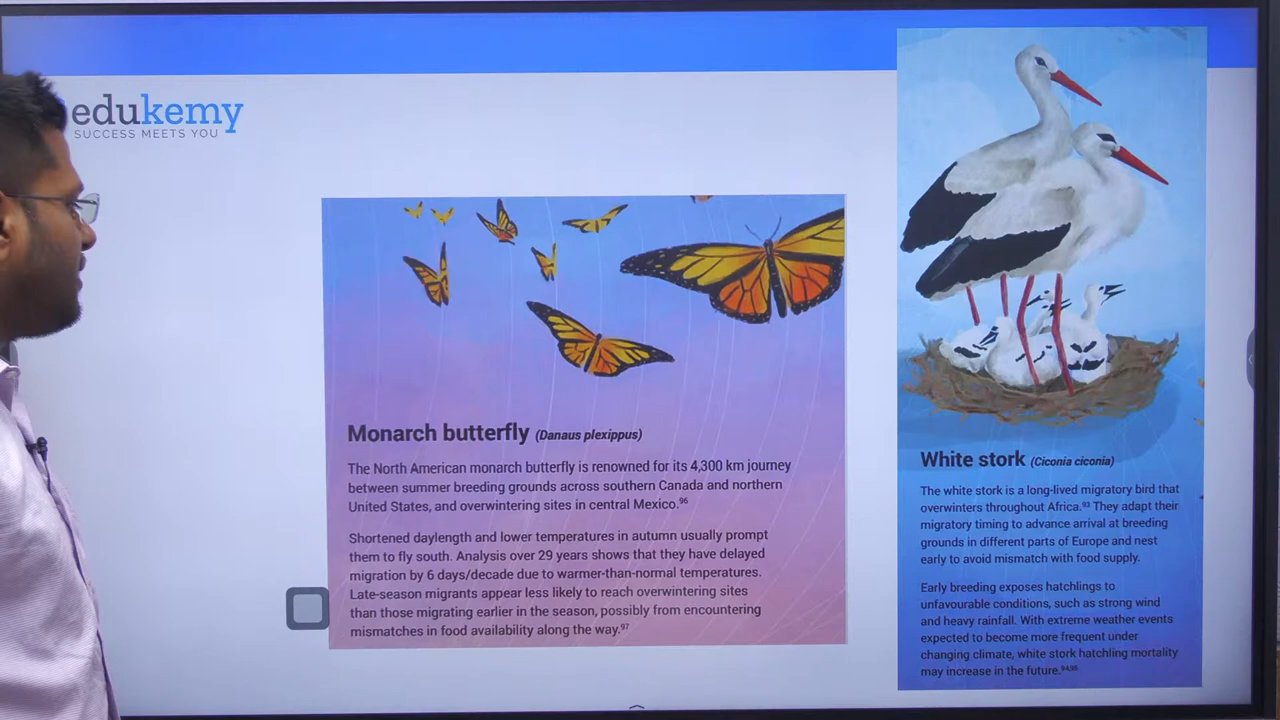 edukemy
SUCCESS MEETS YOU
Monarch butterfly (Danaus plexippus)
The North American monarch butterfly is renowned for its 4,300 km journey
between summer breeding grounds across southern Canada and northern
United States, and overwintering sites in central Mexico.⁹⁶
Shortened daylength and lower temperatures in autumn usually prompt
them to fly south. Analysis over 29 years shows that they have delayed
migration by 6 days/decade due to warmer-than-normal temperatures.
Late-season migrants appear less likely to reach overwintering sites
than those migrating earlier in the season, possibly from encountering
mismatches in food availability along the way.⁹⁷
White stork (Ciconia ciconia)
The white stork is a long-lived migratory bird that
overwinters throughout Africa.⁹³ They adapt their
migratory timing to advance arrival at breeding
grounds in different parts of Europe and nest
early to avoid mismatch with food supply.
Early breeding exposes hatchlings to
unfavourable conditions, such as strong wind
and heavy rainfall. With extreme weather events
expected to become more frequent under
changing climate, white stork hatchling mortality
may increase in the future.⁹⁴,⁹⁵